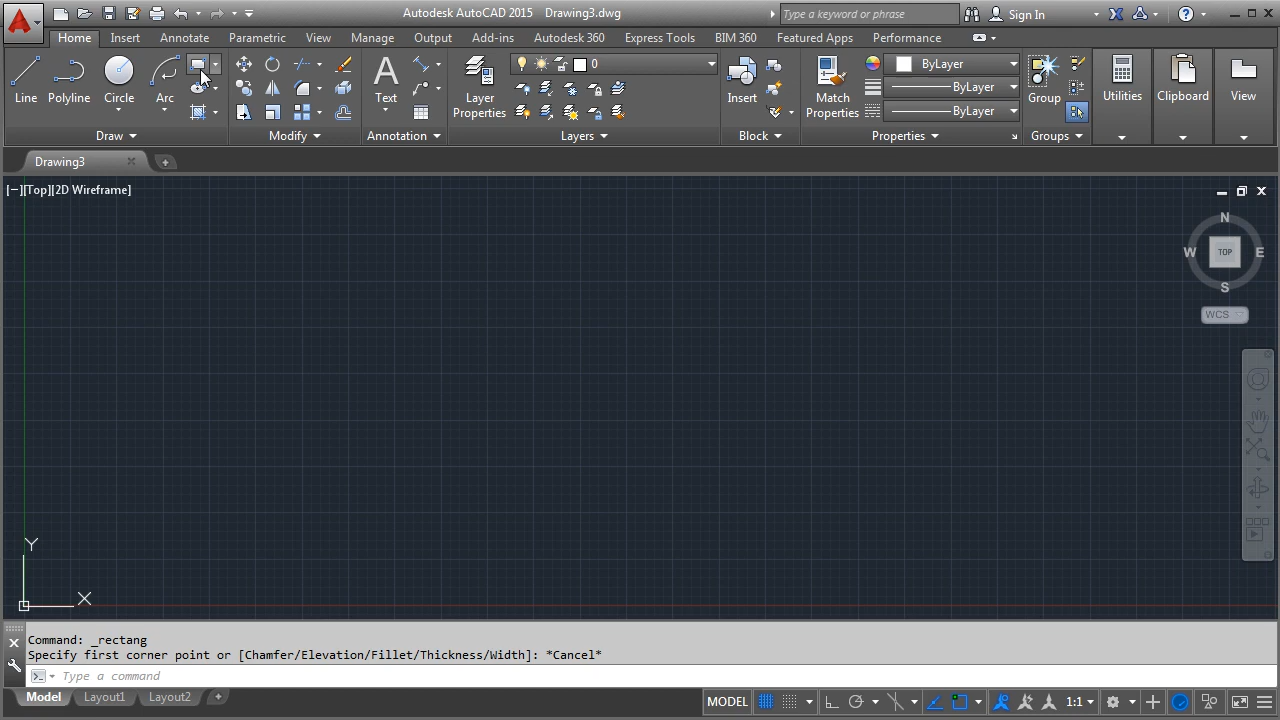 Autodesk AutoCAD 2015 Drawing3.dwg
Type a keyword or phrase
Sign In
Home Insert Annotate Parametric View Manage Output Add-ins Autodesk 360 Express Tools BIM 360 Featured Apps Performance
0
ByLayer
ByLayer
ByLayer
Line Polyline Circle Arc Text Layer Properties Insert Match Properties Group Utilities Clipboard View
Draw Modify Annotation Layers Block Properties Groups
Drawing3
[−][Top][2D Wireframe]
N
W TOP E
S
WCS
Y
X
Command: _rectang
Specify first corner point or [Chamfer/Elevation/Fillet/Thickness/Width]: *Cancel*
Type a command
Model Layout1 Layout2 MODEL 1:1